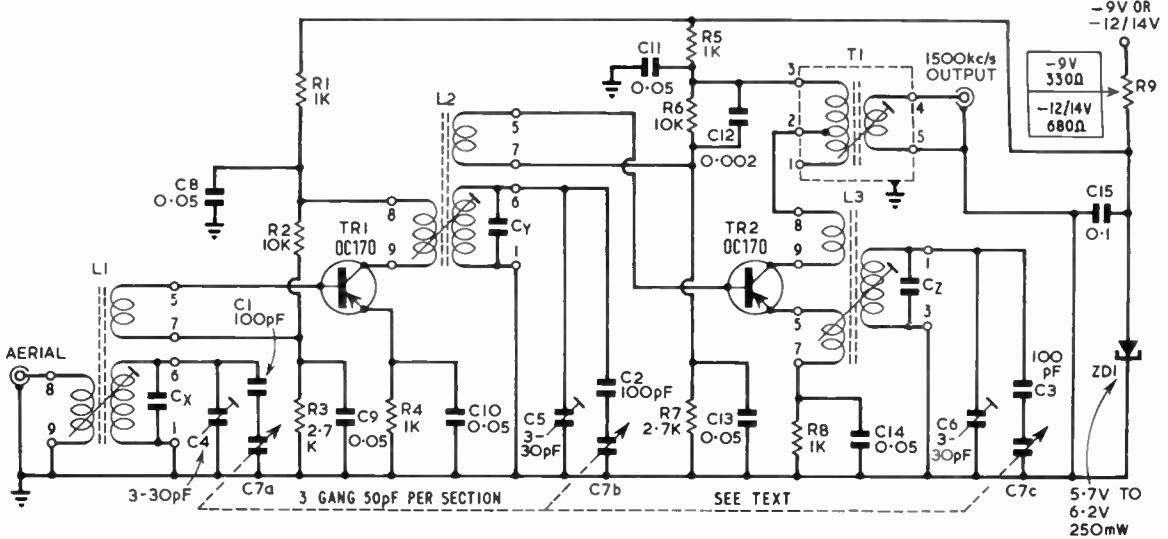 -9V OR
-12/14V
R5
1K
C11
0·05
T1
1500kc/s
OUTPUT
-9V
330Ω
-12/14V
680Ω
R9
R1
1K
L2
R6
10K
C12
0·002
3
2
1
4
5
5
7
C8
0·05
R2
10K
TR1
OC170
8
9
6
1
CY
TR2
OC170
8
9
L3
C15
0·1
L1
5
7
C1
100pF
5
7
1
3
CZ
AERIAL
8
9
6
1
CX
C4
3-30pF
C7a
R3
2·7
K
C9
0·05
R4
1K
C10
0·05
C5
3-
30pF
C2
100pF
C7b
R7
2·7K
C13
0·05
R8
1K
C14
0·05
C6
3-
30pF
100
pF
C3
C7c
ZD1
5·7V TO
6·2V
250mW
3 GANG 50pF PER SECTION
SEE TEXT